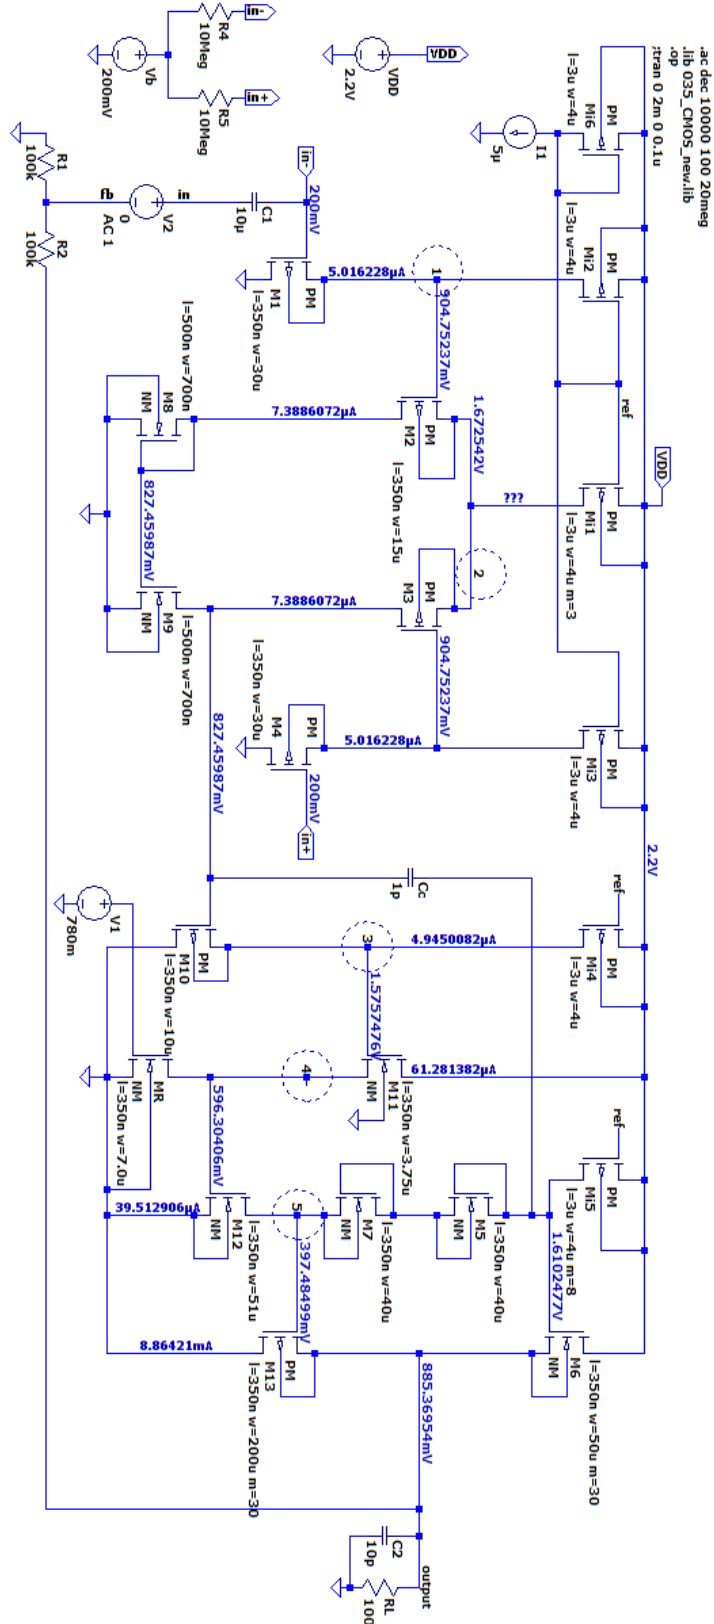 .ac dec 10000 100 20meg
.lib 035_CMOS_new.lib
.op
;tran 0 2m 0 0.1u
in-
R4
10Meg
Vb
200mV
R5
10Meg
in+
VDD
VDD
2.2V
l=3u w=4u
Mi6
PM
I1
5µ
l=3u w=4u
Mi2
PM
ref
VDD
Mi1
PM
l=3u w=4u m=3
Mi3
PM
l=3u w=4u
2.2V
ref
Mi4
PM
l=3u w=4u
ref
Mi5
PM
l=3u w=4u m=8
R1
100k
R2
100k
fb
in
V2
0
AC 1
C1
10µ
in-
200mV
M1
PM
l=350n w=30u
5.016228µA
1
904.75237mV
l=500n w=700n
M8
NM
7.3886072µA
M2
PM
1.672542V
l=350n w=15u
???
827.45987mV
M9
NM
l=500n w=700n
7.3886072µA
M3
PM
2
904.75237mV
l=350n w=30u
M4
PM
5.016228µA
200mV
in+
827.45987mV
Cc
1p
V1
780m
M10
PM
l=350n w=10u
3
4.9450082µA
1.5757476V
MR
NM
l=350n w=7.0u
4
M11
NM
l=350n w=3.75u
61.281382µA
596.30406mV
39.512906µA
M12
NM
l=350n w=51u
5
M7
NM
l=350n w=40u
M5
NM
l=350n w=40u
1.6102477V
397.48499mV
8.86421mA
M13
PM
l=350n w=200u m=30
885.36954mV
M6
NM
l=350n w=50u m=30
C2
10p
output
RL
100